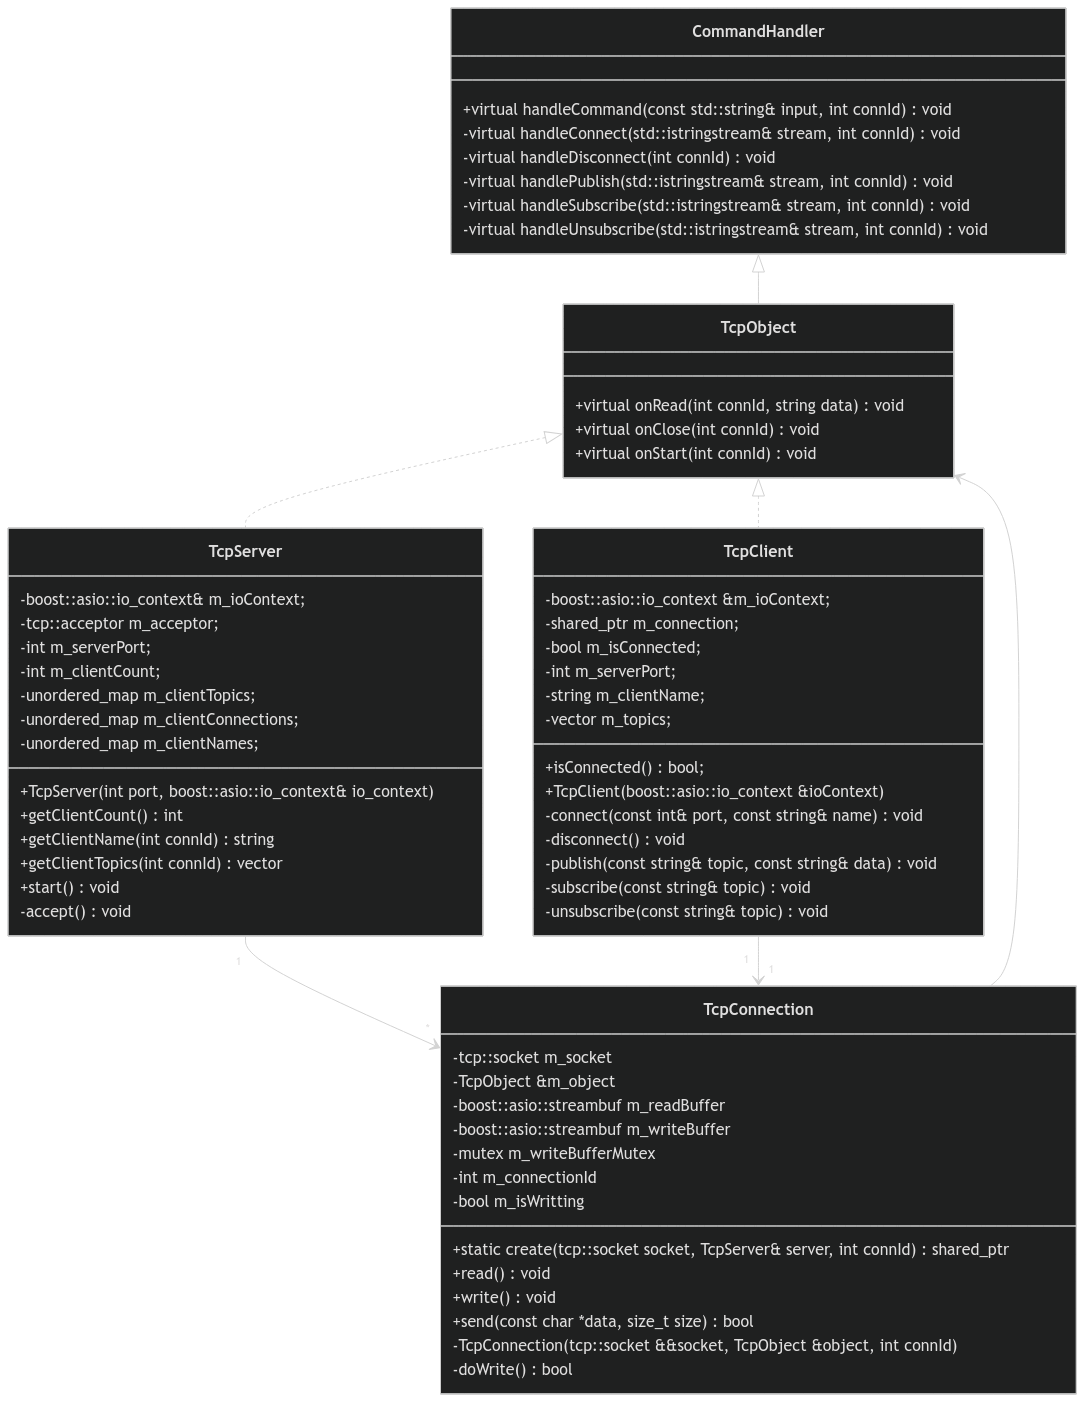 CommandHandler
+virtual handleCommand(const std::string& input, int connId) : void
-virtual handleConnect(std::istringstream& stream, int connId) : void
-virtual handleDisconnect(int connId) : void
-virtual handlePublish(std::istringstream& stream, int connId) : void
-virtual handleSubscribe(std::istringstream& stream, int connId) : void
-virtual handleUnsubscribe(std::istringstream& stream, int connId) : void
TcpObject
+virtual onRead(int connId, string data) : void
+virtual onClose(int connId) : void
+virtual onStart(int connId) : void
TcpServer
-boost::asio::io_context& m_ioContext;
-tcp::acceptor m_acceptor;
-int m_serverPort;
-int m_clientCount;
-unordered_map m_clientTopics;
-unordered_map m_clientConnections;
-unordered_map m_clientNames;
+TcpServer(int port, boost::asio::io_context& io_context)
+getClientCount() : int
+getClientName(int connId) : string
+getClientTopics(int connId) : vector
+start() : void
-accept() : void
TcpClient
-boost::asio::io_context &m_ioContext;
-shared_ptr m_connection;
-bool m_isConnected;
-int m_serverPort;
-string m_clientName;
-vector m_topics;
+isConnected() : bool;
+TcpClient(boost::asio::io_context &ioContext)
-connect(const int& port, const string& name) : void
-disconnect() : void
-publish(const string& topic, const string& data) : void
-subscribe(const string& topic) : void
-unsubscribe(const string& topic) : void
1
*
1
1
TcpConnection
-tcp::socket m_socket
-TcpObject &m_object
-boost::asio::streambuf m_readBuffer
-boost::asio::streambuf m_writeBuffer
-mutex m_writeBufferMutex
-int m_connectionId
-bool m_isWritting
+static create(tcp::socket socket, TcpServer& server, int connId) : shared_ptr
+read() : void
+write() : void
+send(const char *data, size_t size) : bool
-TcpConnection(tcp::socket &&socket, TcpObject &object, int connId)
-doWrite() : bool